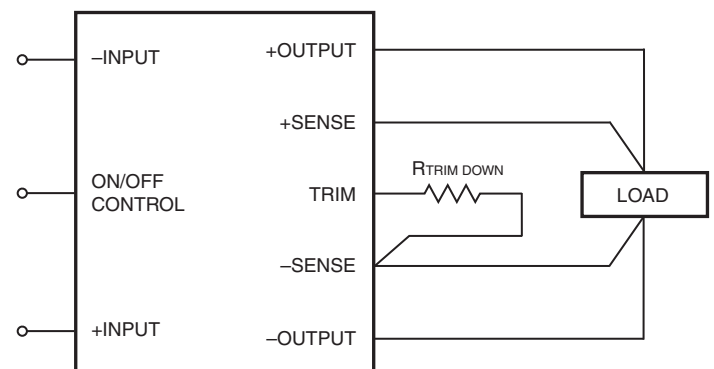 –INPUT
+OUTPUT
+SENSE
ON/OFF
CONTROL
TRIM
RTRIM DOWN
LOAD
–SENSE
+INPUT
–OUTPUT